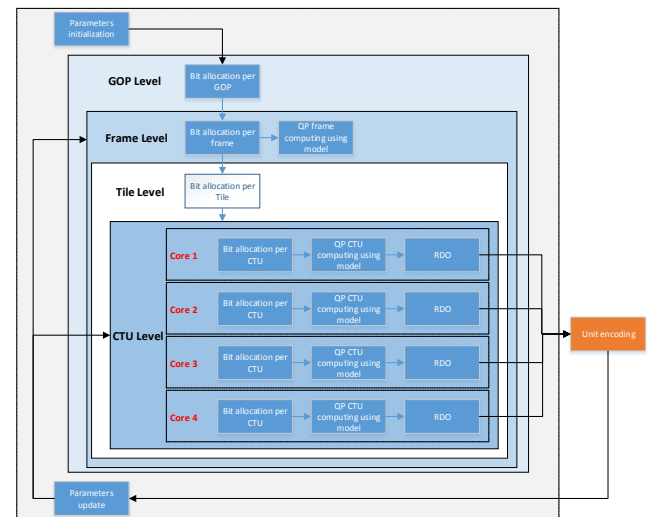 Parameters
initialization
GOP Level
Bit allocation per
GOP
Frame Level
Bit allocation per
frame
QP frame
computing using
model
Tile Level
Bit allocation per
Tile
CTU Level
Core 1
Bit allocation per
CTU
QP CTU
computing using
model
RDO
Core 2
Bit allocation per
CTU
QP CTU
computing using
model
RDO
Core 3
Bit allocation per
CTU
QP CTU
computing using
model
RDO
Core 4
Bit allocation per
CTU
QP CTU
computing using
model
RDO
Unit encoding
Parameters
update